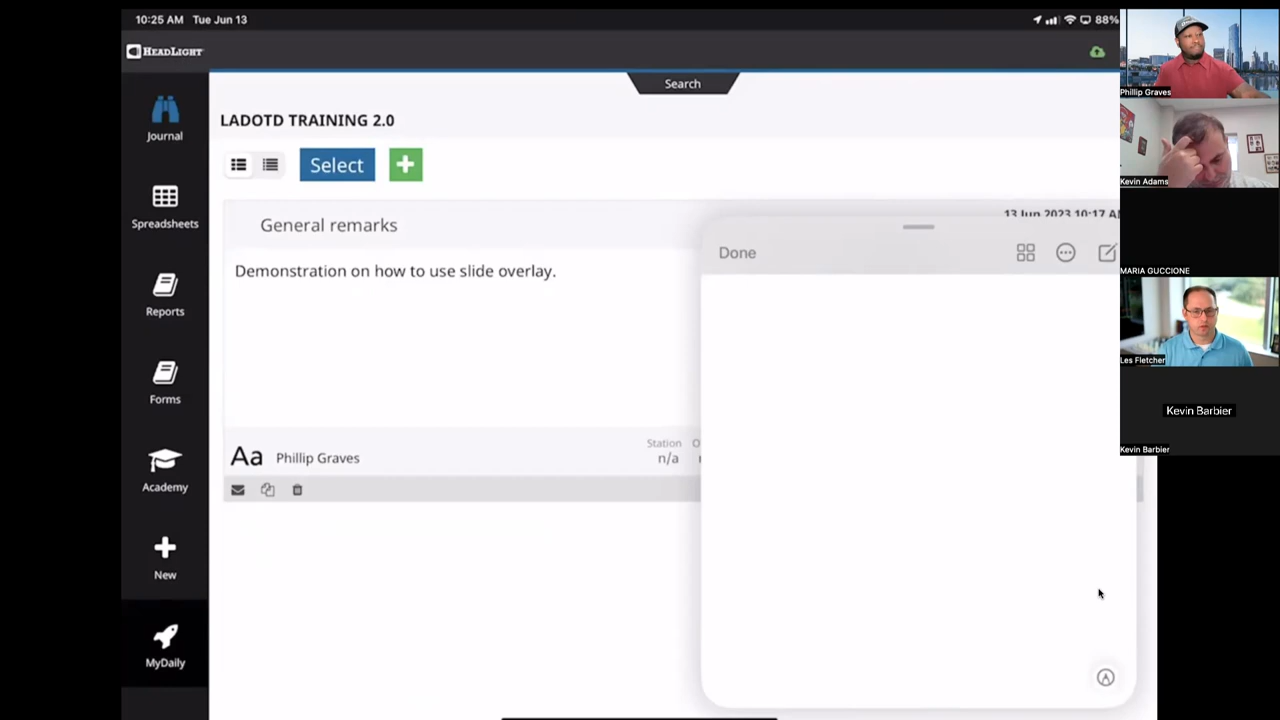 10:25 AM Tue Jun 13
88%
HEADLIGHT
Search
Journal
LADOTD TRAINING 2.0
Select
Spreadsheets
General remarks
13 Jun 2023 10:17 AM
Done
Demonstration on how to use slide overlay.
Reports
Forms
Station
n/a
Aa Phillip Graves
Academy
New
MyDaily
Phillip Graves
Kevin Adams
MARIA GUCCIONE
Les Fletcher
Kevin Barbier
Kevin Barbier